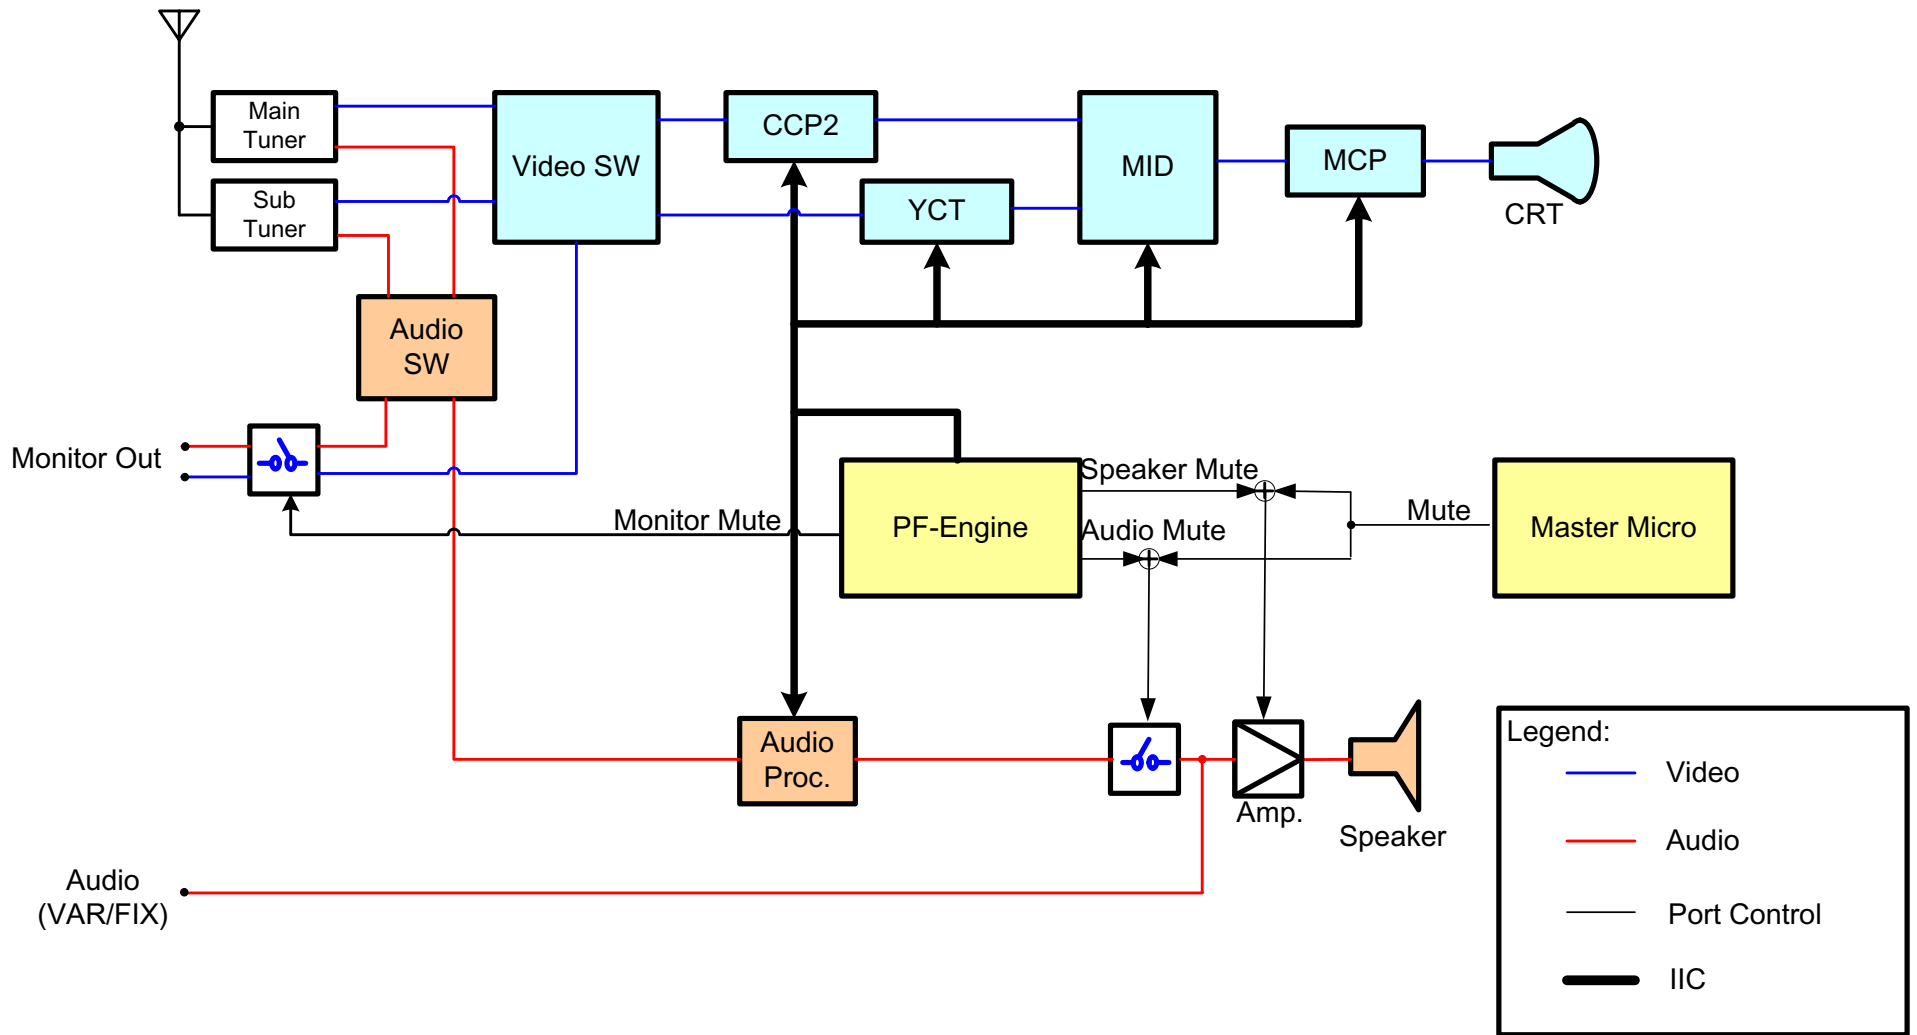 Main
Tuner
Sub
Tuner
Video SW
CCP2
YCT
MID
MCP
CRT
Audio
SW
Monitor Out
Monitor Mute
PF-Engine
Speaker Mute
Audio Mute
Mute
Master Micro
Audio
Proc.
Amp.
Speaker
Audio
(VAR/FIX)
Legend:
Video
Audio
Port Control
IIC